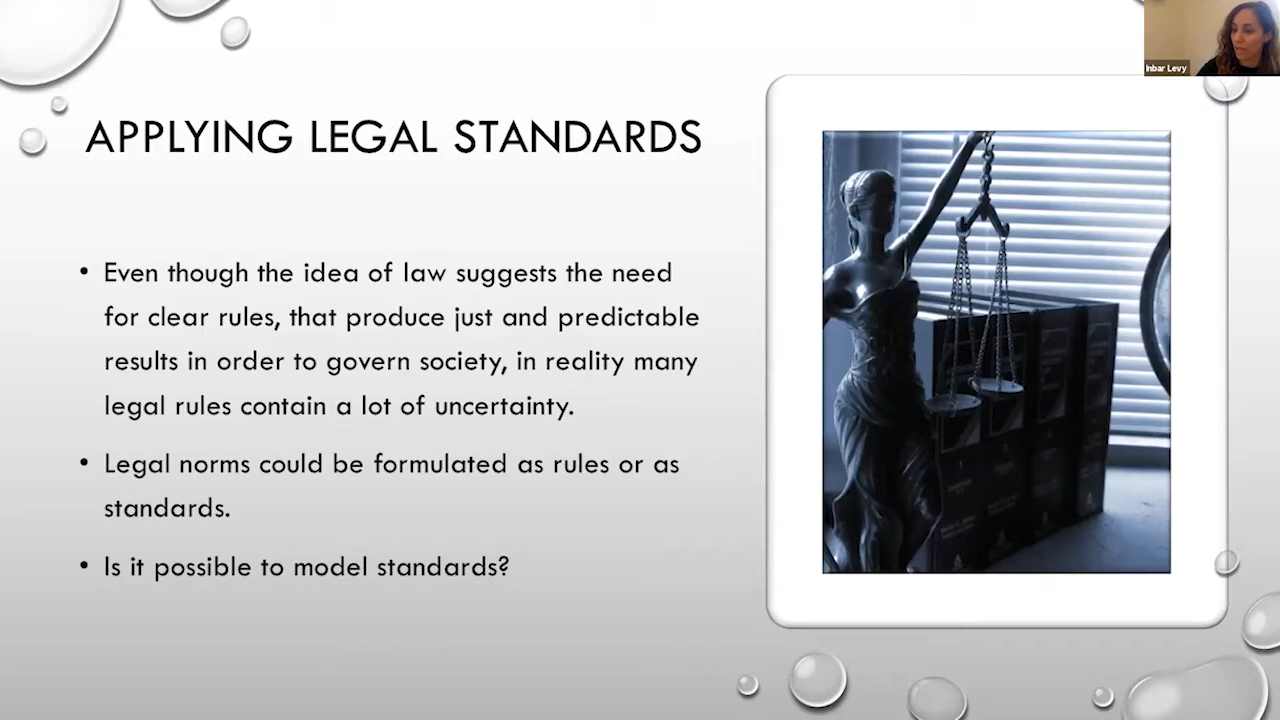 Inbar Levy
APPLYING LEGAL STANDARDS
• Even though the idea of law suggests the need
for clear rules, that produce just and predictable
results in order to govern society, in reality many
legal rules contain a lot of uncertainty.
• Legal norms could be formulated as rules or as
standards.
• Is it possible to model standards?